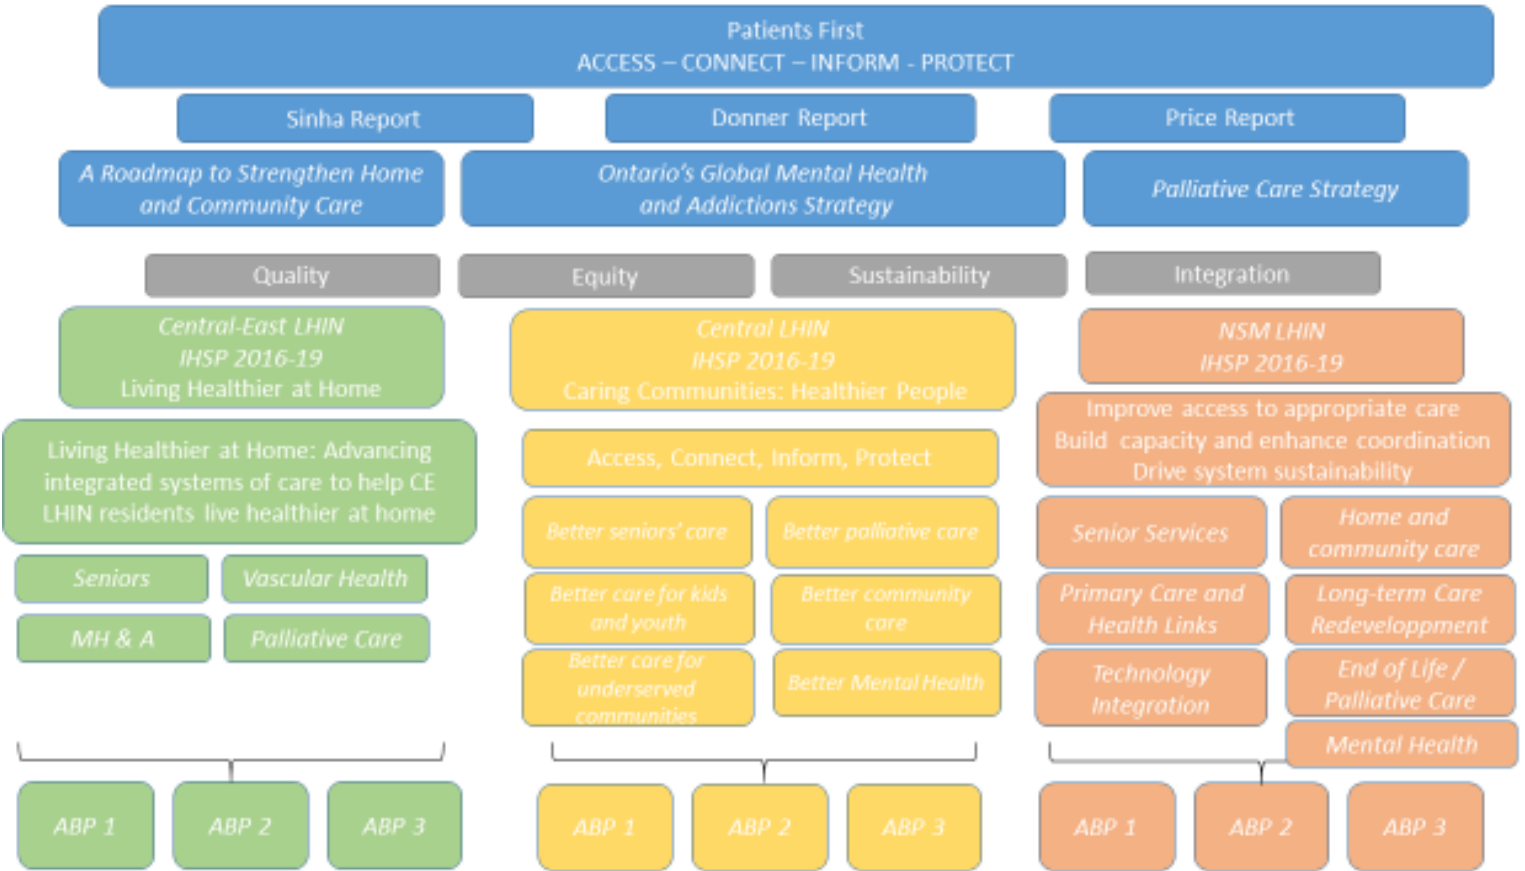 Patients First
ACCESS – CONNECT – INFORM - PROTECT
Sinha Report
Donner Report
Price Report
A Roadmap to Strengthen Home
and Community Care
Ontario's Global Mental Health
and Addictions Strategy
Palliative Care Strategy
Quality
Equity
Sustainability
Integration
Central-East LHIN
IHSP 2016-19
Living Healthier at Home
Living Healthier at Home: Advancing
integrated systems of care to help CE
LHIN residents live healthier at home
Seniors
Vascular Health
MH & A
Palliative Care
ABP 1
ABP 2
ABP 3
Central LHIN
IHSP 2016-19
Caring Communities: Healthier People
Access, Connect, Inform, Protect
Better seniors' care
Better palliative care
Better care for kids
and youth
Better community
care
Better care for
underserved
communities
Better Mental Health
ABP 1
ABP 2
ABP 3
NSM LHIN
IHSP 2016-19
Improve access to appropriate care
Build capacity and enhance coordination
Drive system sustainability
Senior Services
Home and
community care
Primary Care and
Health Links
Long-term Care
Redeveloppment
Technology
Integration
End of Life /
Palliative Care
Mental Health
ABP 1
ABP 2
ABP 3